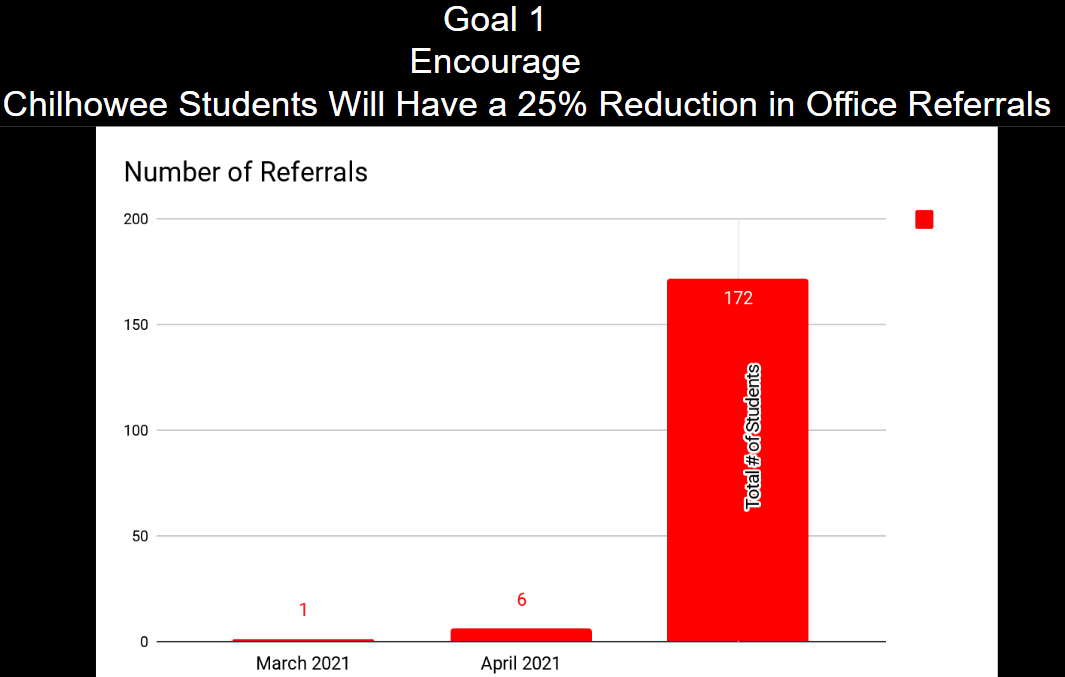 Goal 1
Encourage
Chilhowee Students Will Have a 25% Reduction in Office Referrals
Number of Referrals
200
150
100
50
0
1
6
172
Total # of Students
March 2021
April 2021